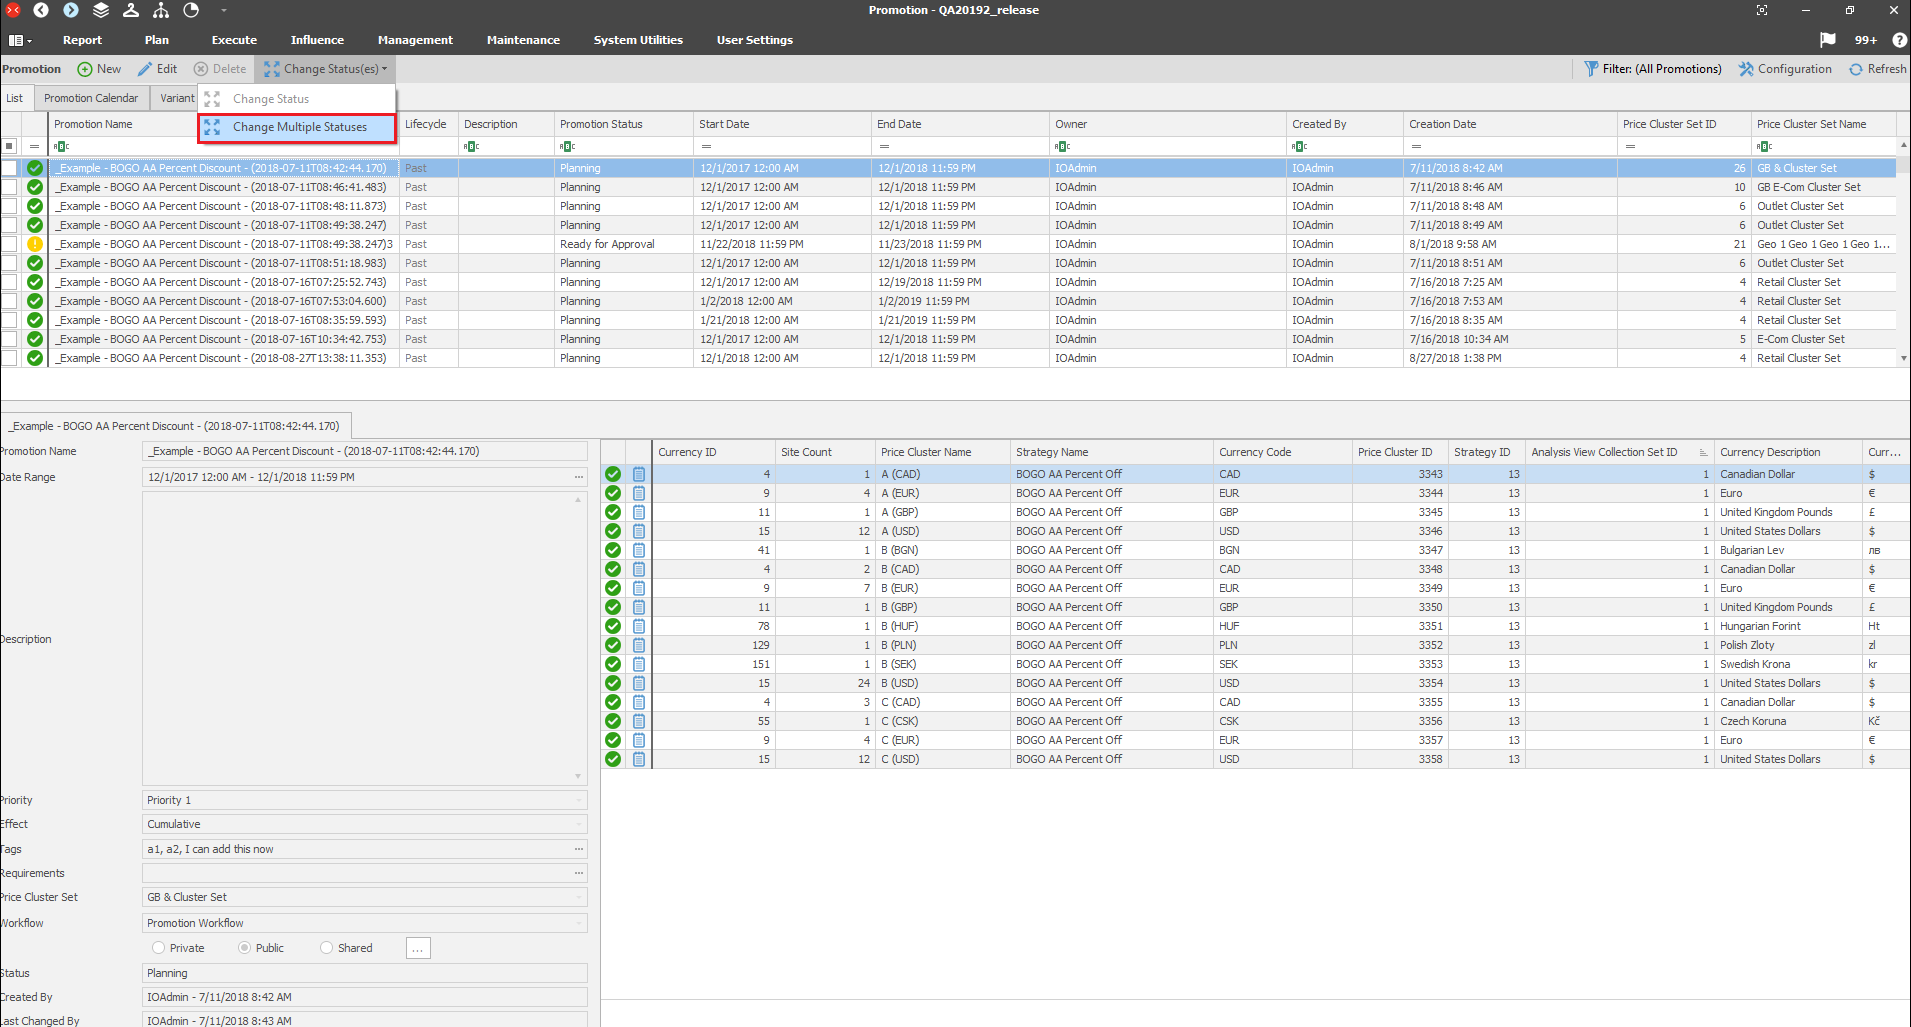 Promotion - QA20192_release
Report Plan Execute Influence Management Maintenance System Utilities User Settings 99+
Promotion New Edit Delete Change Status(es) Filter: (All Promotions) Configuration Refresh
List Promotion Calendar Variant
Change Status
Change Multiple Statuses
Promotion Name Lifecycle Description Promotion Status Start Date End Date Owner Created By Creation Date Price Cluster Set ID Price Cluster Set Name
_Example - BOGO AA Percent Discount - (2018-07-11T08:42:44.170) Past Planning 12/1/2017 12:00 AM 12/1/2018 11:59 PM IOAdmin IOAdmin 7/11/2018 8:42 AM 26 GB & Cluster Set
_Example - BOGO AA Percent Discount - (2018-07-11T08:46:41.483) Past Planning 12/1/2017 12:00 AM 12/1/2018 11:59 PM IOAdmin IOAdmin 7/11/2018 8:46 AM 10 GB E-Com Cluster Set
_Example - BOGO AA Percent Discount - (2018-07-11T08:48:11.873) Past Planning 12/1/2017 12:00 AM 12/1/2018 11:59 PM IOAdmin IOAdmin 7/11/2018 8:48 AM 6 Outlet Cluster Set
_Example - BOGO AA Percent Discount - (2018-07-11T08:49:38.247) Past Planning 12/1/2017 12:00 AM 12/1/2018 11:59 PM IOAdmin IOAdmin 7/11/2018 8:49 AM 6 Outlet Cluster Set
_Example - BOGO AA Percent Discount - (2018-07-11T08:49:38.247)3 Past Ready for Approval 11/22/2018 11:59 PM 11/23/2018 11:59 PM IOAdmin IOAdmin 8/1/2018 9:58 AM 21 Geo 1 Geo 1 Geo 1 Geo 1...
_Example - BOGO AA Percent Discount - (2018-07-11T08:51:18.983) Past Planning 12/1/2017 12:00 AM 12/1/2018 11:59 PM IOAdmin IOAdmin 7/11/2018 8:51 AM 6 Outlet Cluster Set
_Example - BOGO AA Percent Discount - (2018-07-16T07:25:52.743) Past Planning 12/1/2017 12:00 AM 12/19/2018 11:59 PM IOAdmin IOAdmin 7/16/2018 7:25 AM 4 Retail Cluster Set
_Example - BOGO AA Percent Discount - (2018-07-16T07:53:04.600) Past Planning 1/2/2018 12:00 AM 1/2/2019 11:59 PM IOAdmin IOAdmin 7/16/2018 7:53 AM 4 Retail Cluster Set
_Example - BOGO AA Percent Discount - (2018-07-16T08:35:59.593) Past Planning 1/21/2018 12:00 AM 1/21/2019 11:59 PM IOAdmin IOAdmin 7/16/2018 8:35 AM 4 Retail Cluster Set
_Example - BOGO AA Percent Discount - (2018-07-16T10:34:42.753) Past Planning 12/1/2017 12:00 AM 12/1/2018 11:59 PM IOAdmin IOAdmin 7/16/2018 10:34 AM 5 E-Com Cluster Set
_Example - BOGO AA Percent Discount - (2018-08-27T13:38:11.353) Past Planning 12/1/2017 12:00 AM 12/1/2018 11:59 PM IOAdmin IOAdmin 8/27/2018 1:38 PM 4 Retail Cluster Set
_Example - BOGO AA Percent Discount - (2018-07-11T08:42:44.170)
Promotion Name _Example - BOGO AA Percent Discount - (2018-07-11T08:42:44.170)
Date Range 12/1/2017 12:00 AM - 12/1/2018 11:59 PM ...
Description
Priority Priority 1
Effect Cumulative
Tags a1, a2, I can add this now ...
Requirements ...
Price Cluster Set GB & Cluster Set
Workflow Promotion Workflow
Private Public Shared ...
Status Planning
Created By IOAdmin - 7/11/2018 8:42 AM
Last Changed By IOAdmin - 7/11/2018 8:43 AM
Currency ID Site Count Price Cluster Name Strategy Name Currency Code Price Cluster ID Strategy ID Analysis View Collection Set ID Currency Description Curr...
4 1 A (CAD) BOGO AA Percent Off CAD 3343 13 1 Canadian Dollar $
9 4 A (EUR) BOGO AA Percent Off EUR 3344 13 1 Euro €
11 1 A (GBP) BOGO AA Percent Off GBP 3345 13 1 United Kingdom Pounds £
15 12 A (USD) BOGO AA Percent Off USD 3346 13 1 United States Dollars $
41 1 B (BGN) BOGO AA Percent Off BGN 3347 13 1 Bulgarian Lev лв
4 2 B (CAD) BOGO AA Percent Off CAD 3348 13 1 Canadian Dollar $
9 7 B (EUR) BOGO AA Percent Off EUR 3349 13 1 Euro €
11 1 B (GBP) BOGO AA Percent Off GBP 3350 13 1 United Kingdom Pounds £
78 1 B (HUF) BOGO AA Percent Off HUF 3351 13 1 Hungarian Forint Ht
129 1 B (PLN) BOGO AA Percent Off PLN 3352 13 1 Polish Zloty zl
151 1 B (SEK) BOGO AA Percent Off SEK 3353 13 1 Swedish Krona kr
15 24 B (USD) BOGO AA Percent Off USD 3354 13 1 United States Dollars $
4 3 C (CAD) BOGO AA Percent Off CAD 3355 13 1 Canadian Dollar $
55 1 C (CSK) BOGO AA Percent Off CSK 3356 13 1 Czech Koruna Kč
9 4 C (EUR) BOGO AA Percent Off EUR 3357 13 1 Euro €
15 12 C (USD) BOGO AA Percent Off USD 3358 13 1 United States Dollars $